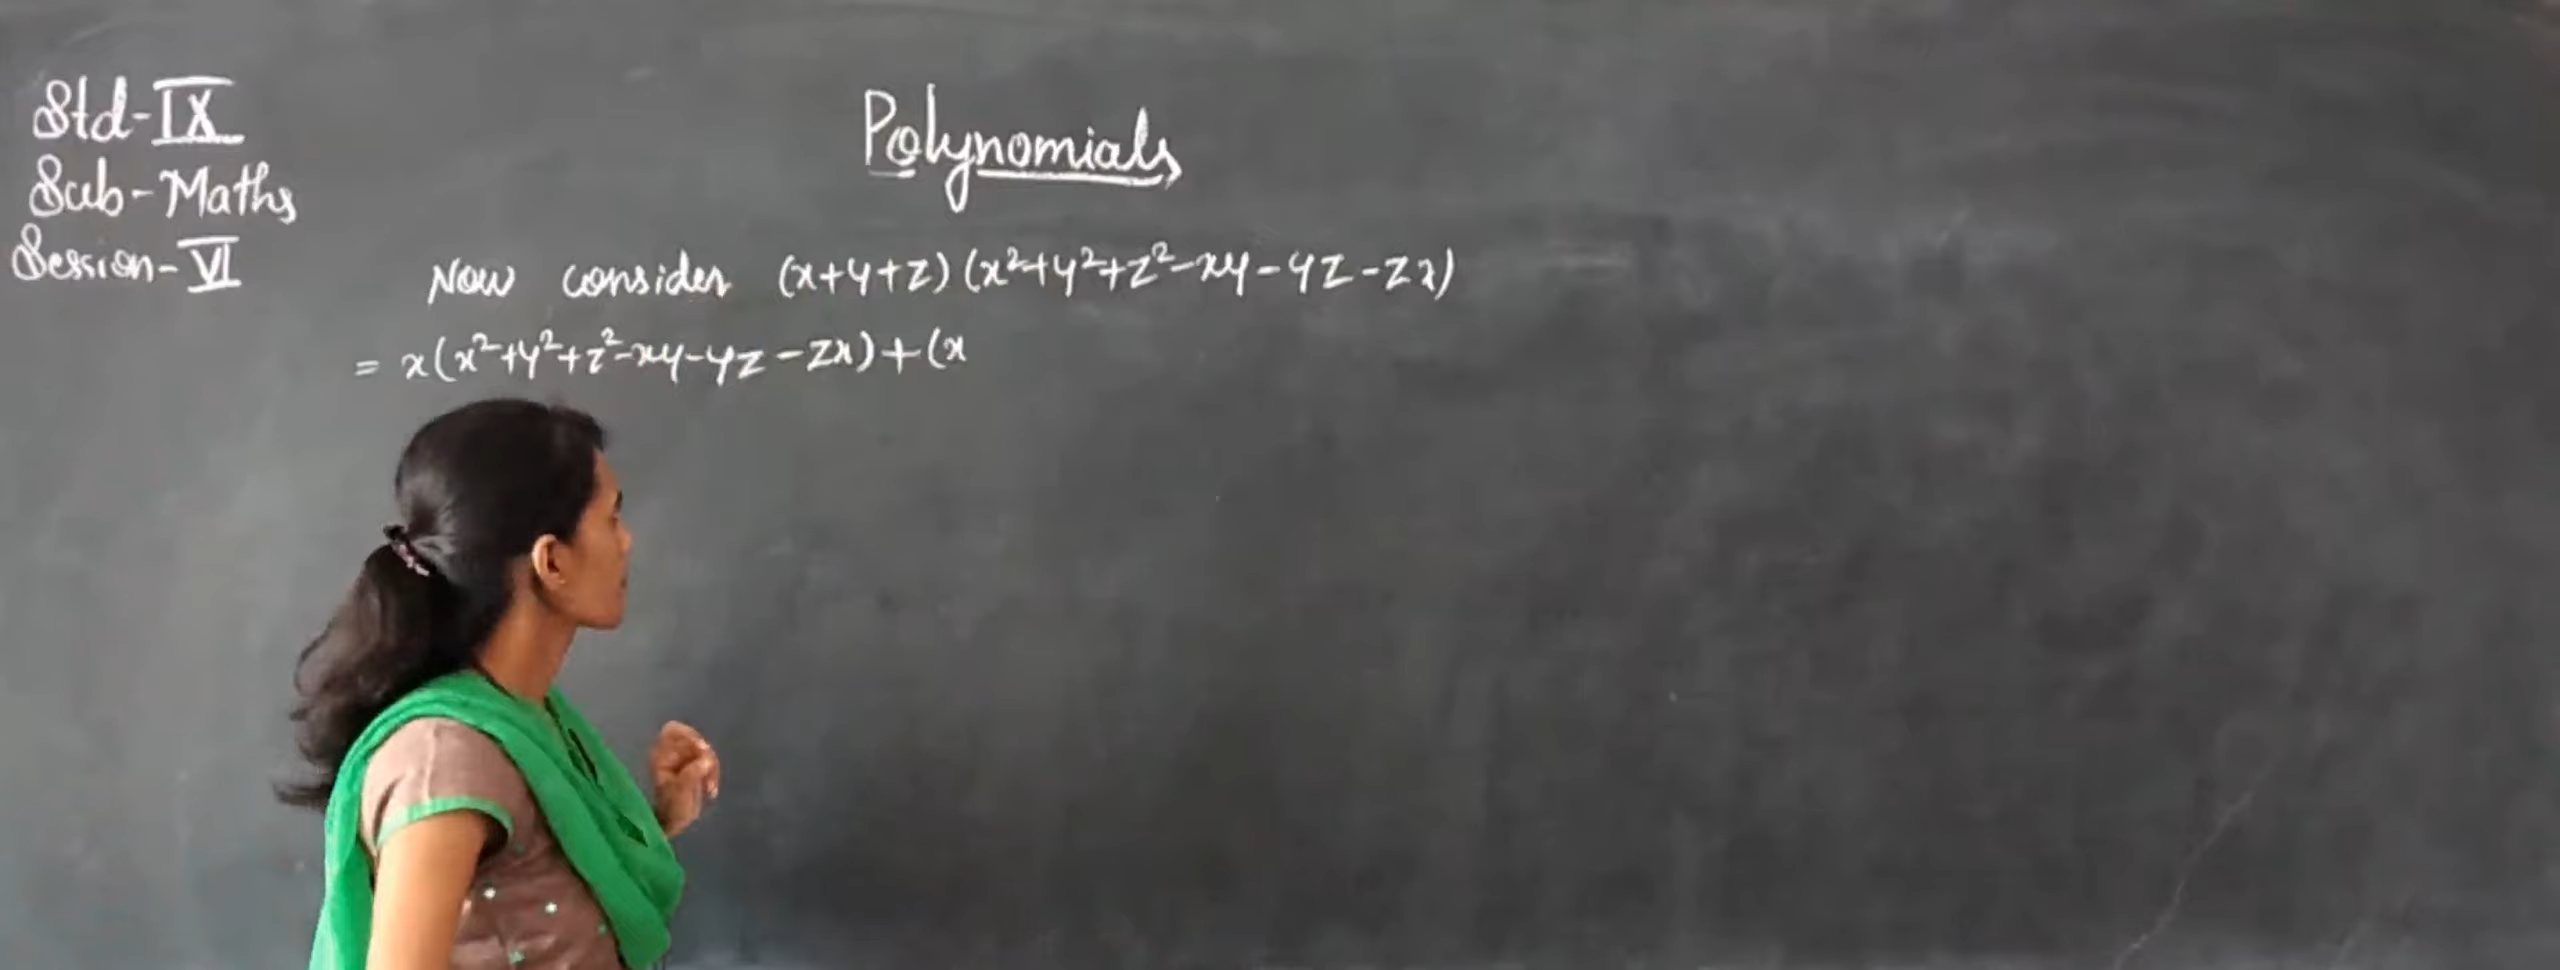 Std-IX
Sub-Maths
Session-VI
Polynomials
Now consider (x+y+z)(x²+y²+z²-xy-yz-zx)
= x(x²+y²+z²-xy-yz-zx)+(x